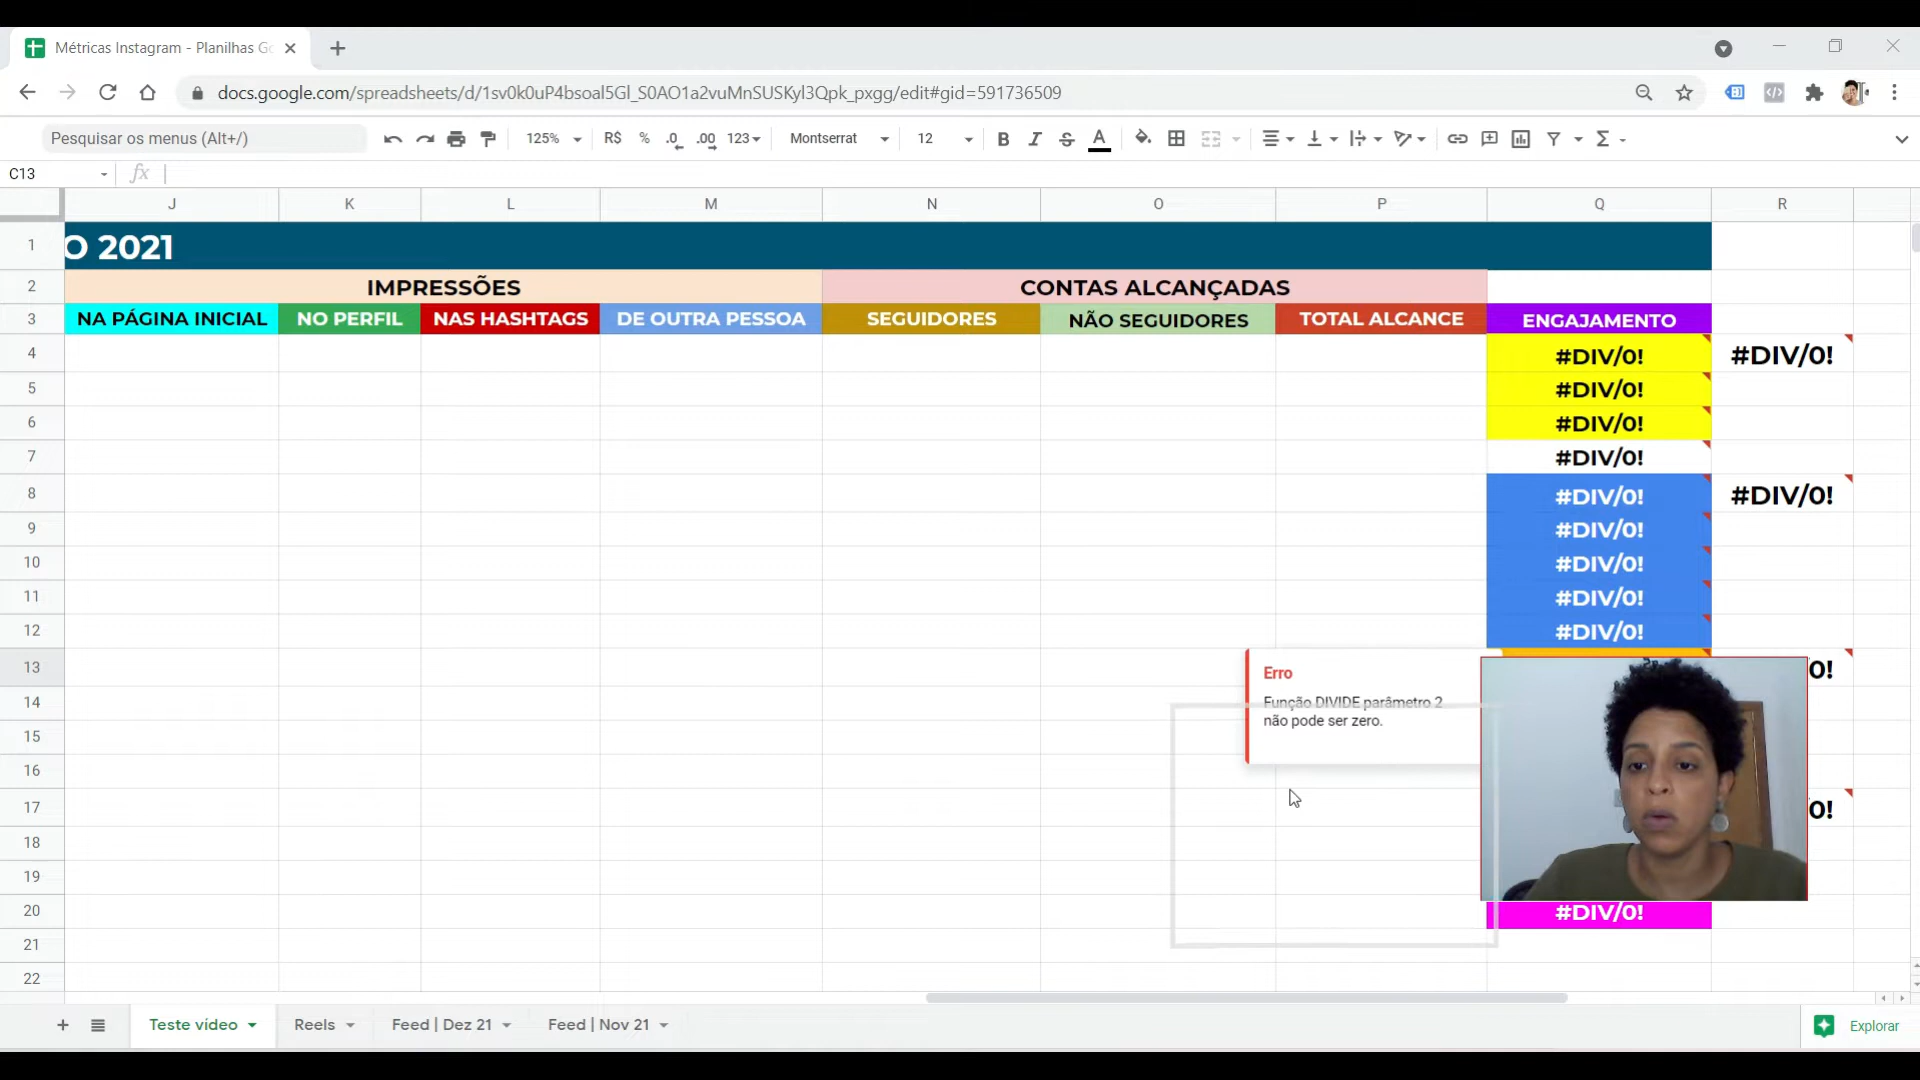 Métricas Instagram - Planilhas Go
docs.google.com/spreadsheets/d/1sv0k0uP4bsoal5Gl_S0AO1a2vuMnSUSKyl3Qpk_pxgg/edit#gid=591736509
Pesquisar os menus (Alt+/) 125% R$ % .0 .00 123 Montserrat 12 B I S A
C13 fx
J K L M N O P Q R
1 O 2021
2 IMPRESSÕES CONTAS ALCANÇADAS
3 NA PÁGINA INICIAL NO PERFIL NAS HASHTAGS DE OUTRA PESSOA SEGUIDORES NÃO SEGUIDORES TOTAL ALCANCE ENGAJAMENTO
4 #DIV/0! #DIV/0!
5 #DIV/0!
6 #DIV/0!
7 #DIV/0!
8 #DIV/0! #DIV/0!
9 #DIV/0!
10 #DIV/0!
11 #DIV/0!
12 #DIV/0!
13 0!
Erro
14 Função DIVIDE parâmetro 2
não pode ser zero.
15
16
17 0!
18
19
20 #DIV/0!
21
22
Teste vídeo Reels Feed | Dez 21 Feed | Nov 21 Explorar